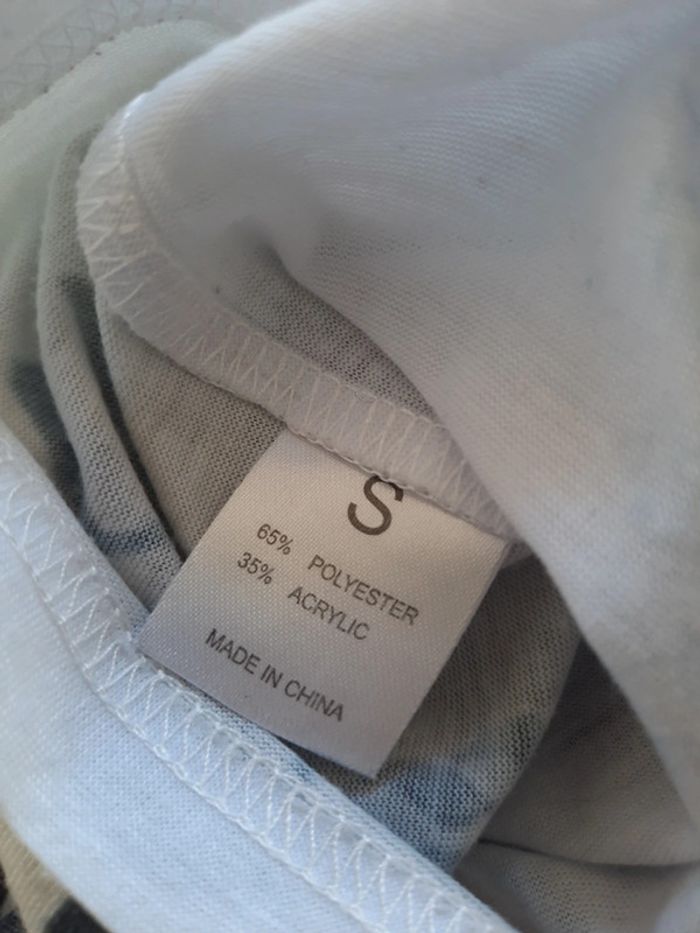 S
65% POLYESTER
35% ACRYLIC
MADE IN CHINA